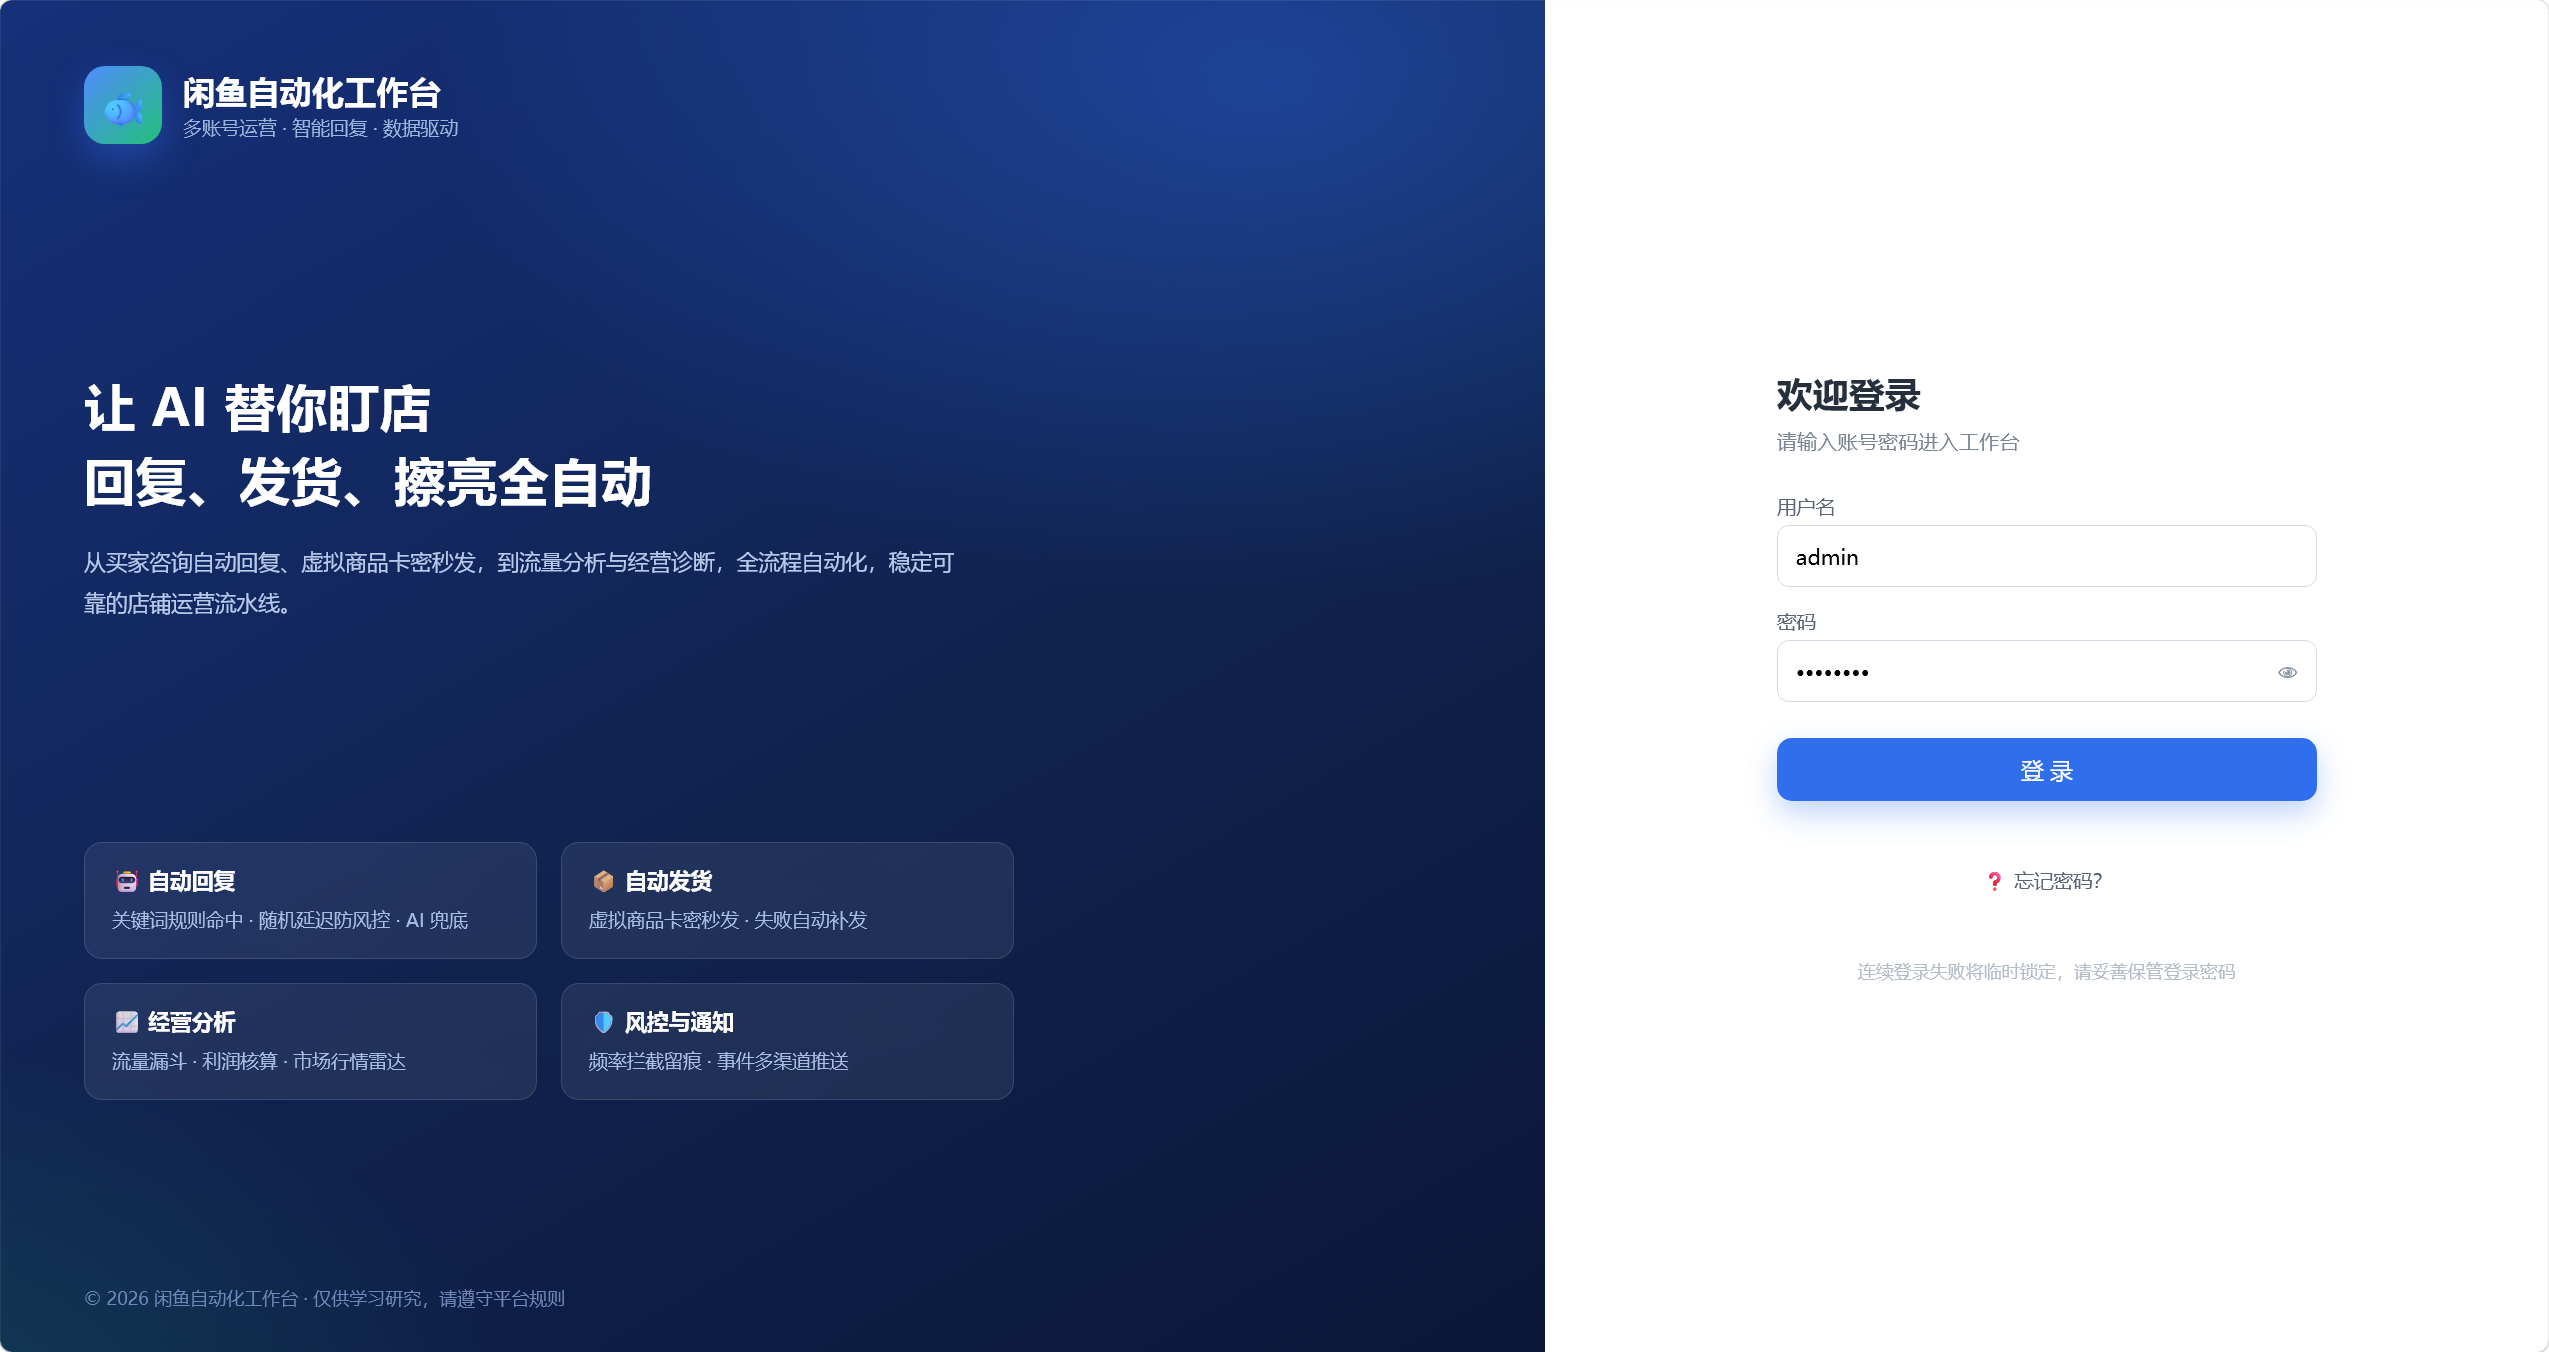 闲鱼自动化工作台
多账号运营 · 智能回复 · 数据驱动
让 AI 替你盯店
回复、发货、擦亮全自动
从买家咨询自动回复、虚拟商品卡密秒发，到流量分析与经营诊断，全流程自动化，稳定可
靠的店铺运营流水线。
自动回复
关键词规则命中 · 随机延迟防风控 · AI 兜底
自动发货
虚拟商品卡密秒发 · 失败自动补发
经营分析
流量漏斗 · 利润核算 · 市场行情雷达
风控与通知
频率拦截留痕 · 事件多渠道推送
© 2026 闲鱼自动化工作台 · 仅供学习研究，请遵守平台规则
欢迎登录
请输入账号密码进入工作台
用户名
admin
密码
••••••••
登 录
❓ 忘记密码?
连续登录失败将临时锁定，请妥善保管登录密码